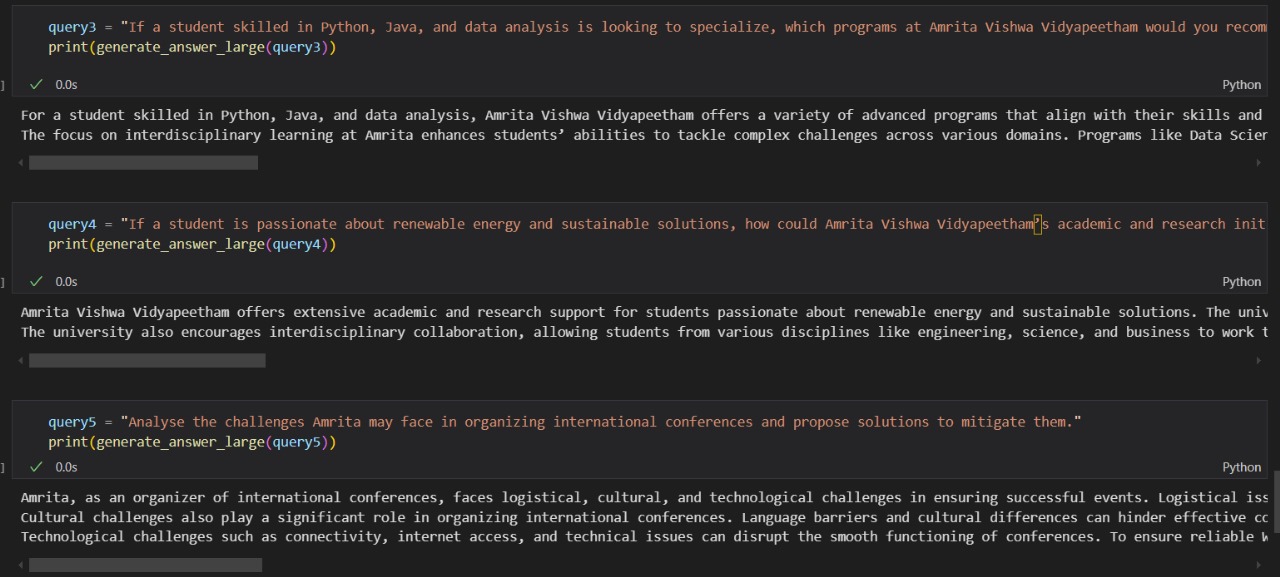 query3 = "If a student skilled in Python, Java, and data analysis is looking to specialize, which programs at Amrita Vishwa Vidyapeetham would you recom
print(generate_answer_large(query3))
] ✓ 0.0s Python
For a student skilled in Python, Java, and data analysis, Amrita Vishwa Vidyapeetham offers a variety of advanced programs that align with their skills and
The focus on interdisciplinary learning at Amrita enhances students’ abilities to tackle complex challenges across various domains. Programs like Data Scien
query4 = "If a student is passionate about renewable energy and sustainable solutions, how could Amrita Vishwa Vidyapeetham’s academic and research init
print(generate_answer_large(query4))
] ✓ 0.0s Python
Amrita Vishwa Vidyapeetham offers extensive academic and research support for students passionate about renewable energy and sustainable solutions. The univ
The university also encourages interdisciplinary collaboration, allowing students from various disciplines like engineering, science, and business to work t
query5 = "Analyse the challenges Amrita may face in organizing international conferences and propose solutions to mitigate them."
print(generate_answer_large(query5))
] ✓ 0.0s Python
Amrita, as an organizer of international conferences, faces logistical, cultural, and technological challenges in ensuring successful events. Logistical iss
Cultural challenges also play a significant role in organizing international conferences. Language barriers and cultural differences can hinder effective co
Technological challenges such as connectivity, internet access, and technical issues can disrupt the smooth functioning of conferences. To ensure reliable W